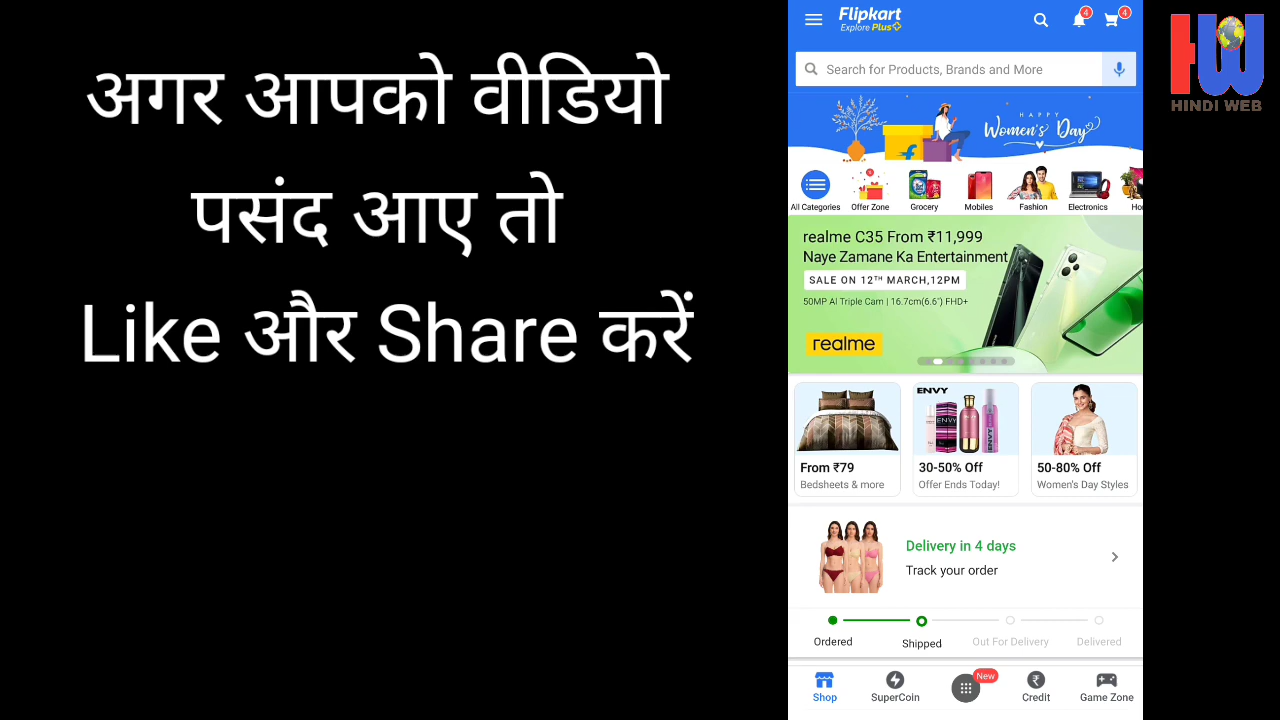 अगर आपको वीडियो
पसंद आए तो
Like और Share करें
Flipkart
Explore Plus
4
4
HINDI WEB
Search for Products, Brands and More
HAPPY
Women's Day
All Categories
Offer Zone
Grocery
Mobiles
Fashion
Electronics
Ho
realme C35 From ₹11,999
Naye Zamane Ka Entertainment
SALE ON 12TH MARCH,12PM
50MP AI Triple Cam | 16.7cm(6.6") FHD+
realme
ENVY
ENVY
From ₹79
30-50% Off
50-80% Off
Bedsheets & more
Offer Ends Today!
Women's Day Styles
Delivery in 4 days
Track your order
Ordered
Shipped
Out For Delivery
Delivered
New
Shop
SuperCoin
Credit
Game Zone